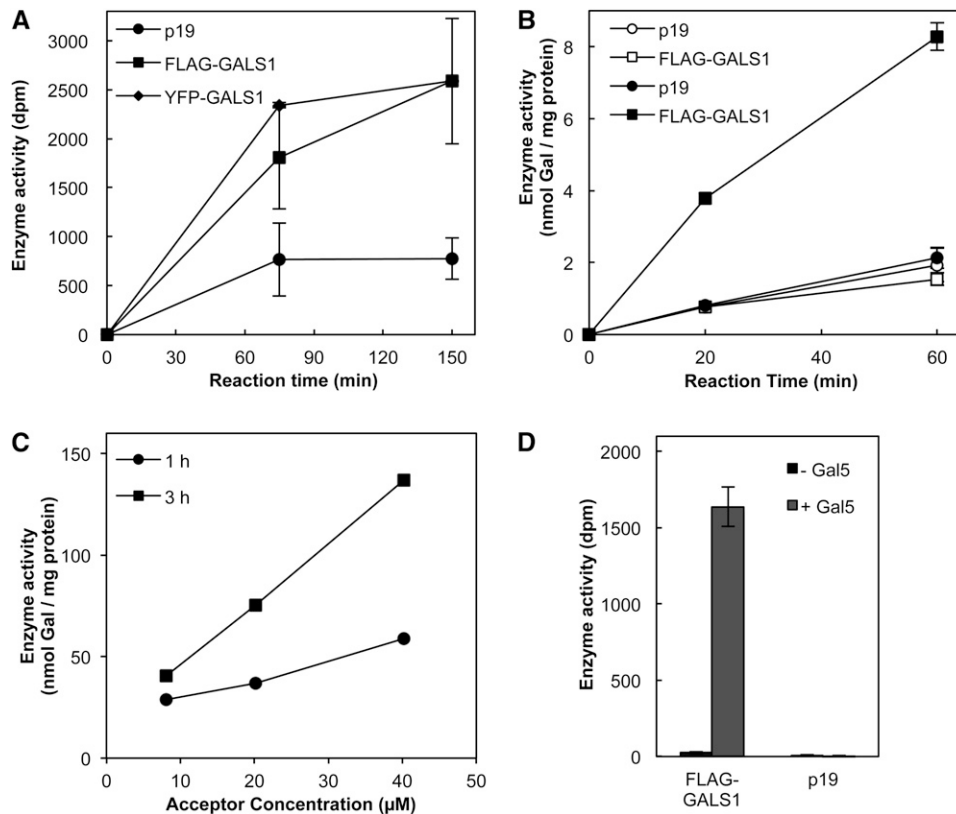 A
p19
FLAG-GALS1
YFP-GALS1
Enzyme activity (dpm)
3000
2500
2000
1500
1000
500
0
0 30 60 90 120 150
Reaction time (min)
B
p19
FLAG-GALS1
p19
FLAG-GALS1
Enzyme activity
(nmol Gal / mg protein)
8
6
4
2
0
0 20 40 60
Reaction Time (min)
C
1 h
3 h
Enzyme activity
(nmol Gal / mg protein)
150
100
50
0
0 10 20 30 40 50
Acceptor Concentration (µM)
D
- Gal5
+ Gal5
Enzyme activity (dpm)
2000
1500
1000
500
0
FLAG-
GALS1
p19